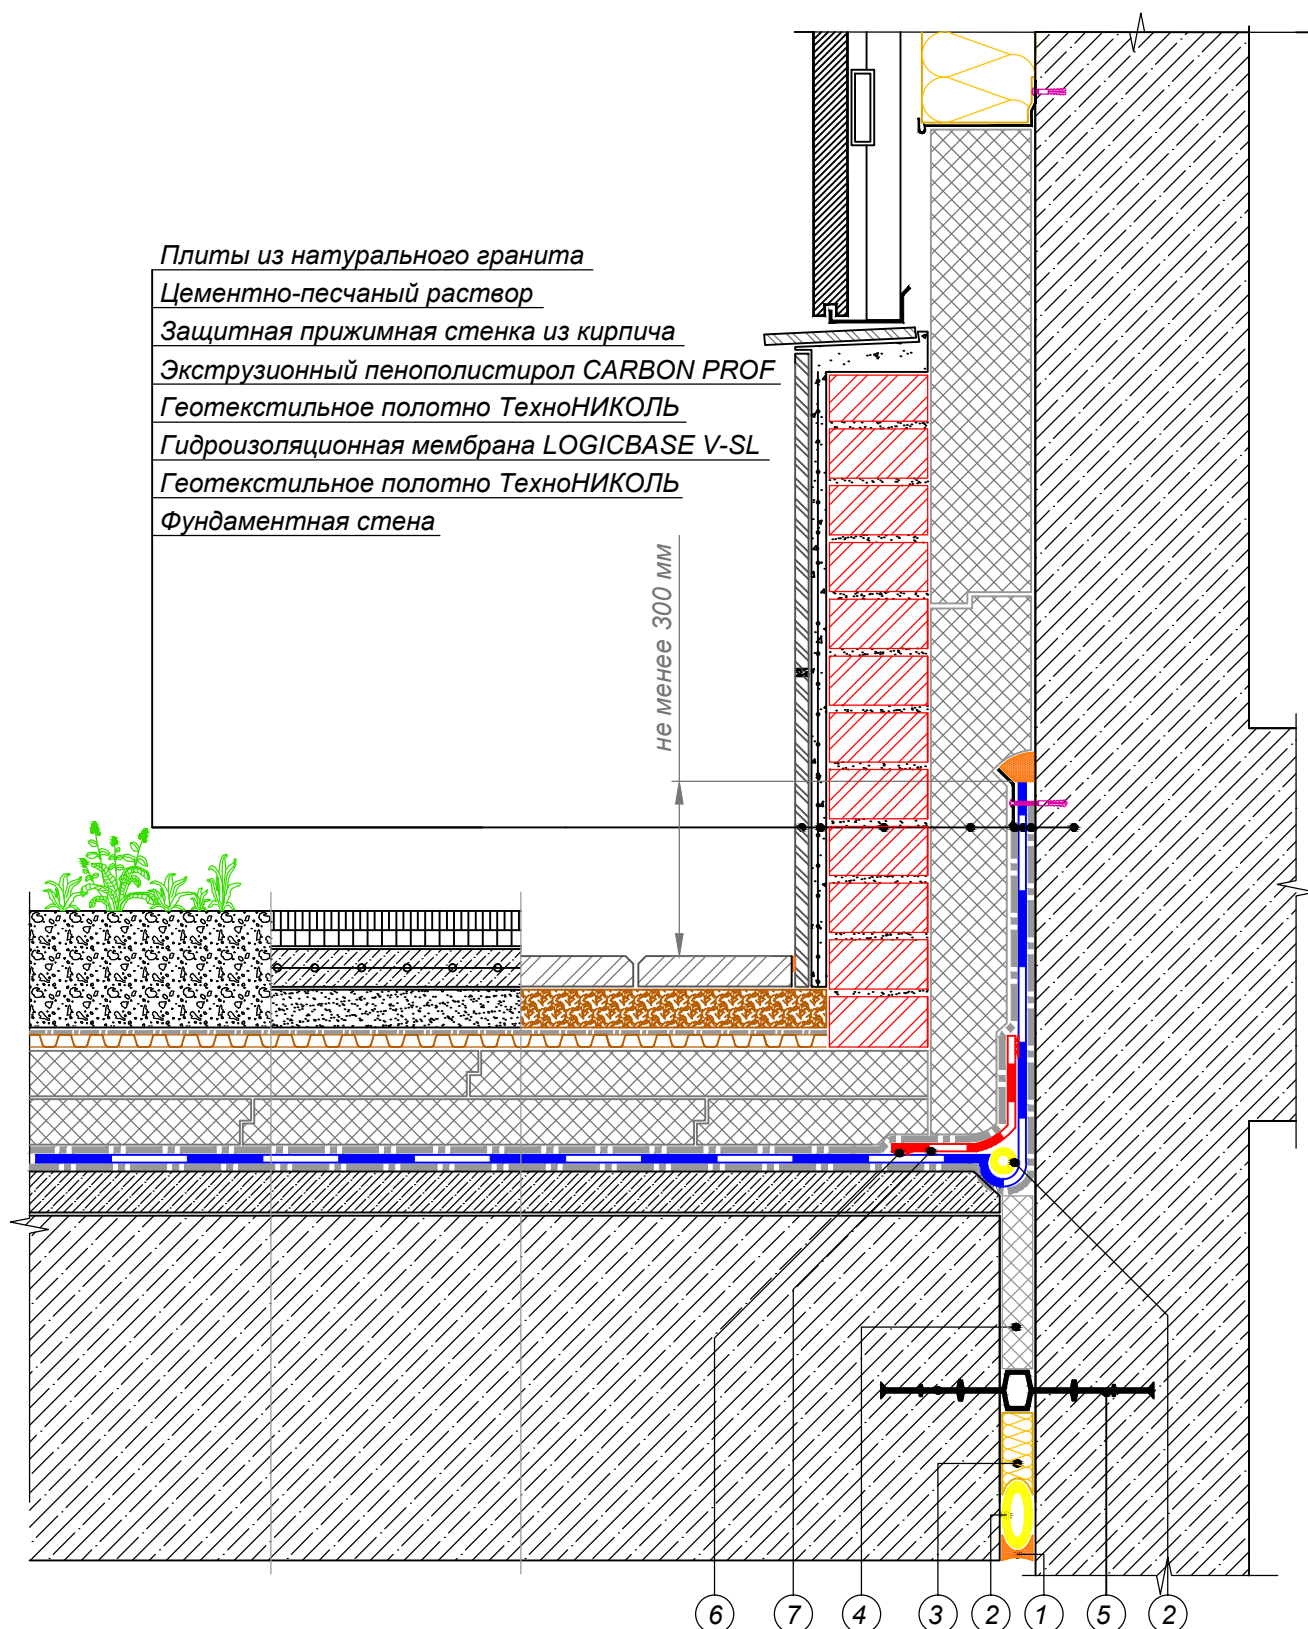 Плиты из натурального гранита
Цементно-песчаный раствор
Защитная прижимная стенка из кирпича
Экструзионный пенополистирол CARBON PROF
Геотекстильное полотно ТехноНИКОЛЬ
Гидроизоляционная мембрана LOGICBASE V-SL
Геотекстильное полотно ТехноНИКОЛЬ
Фундаментная стена
не менее 300 мм
6 7 4 3 2 1 5 2